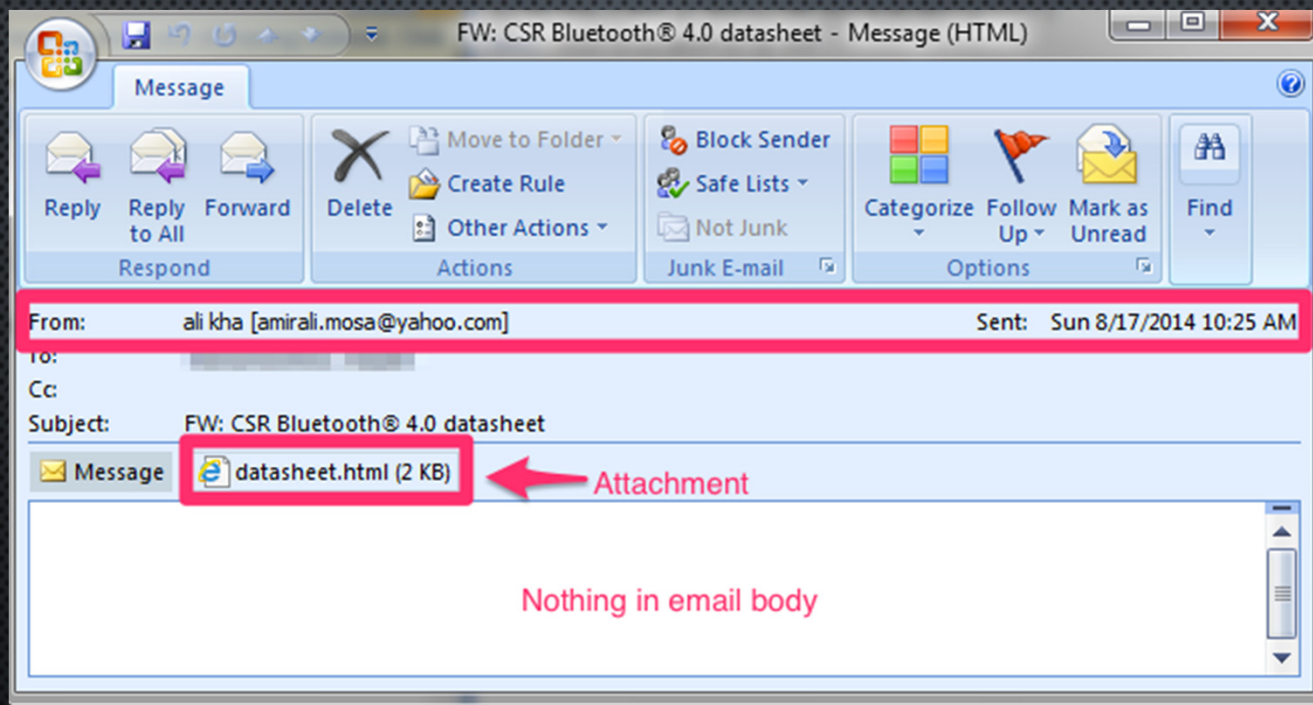 FW: CSR Bluetooth® 4.0 datasheet - Message (HTML)
Message
Reply
Reply to All
Forward
Respond
Delete
Move to Folder
Create Rule
Other Actions
Actions
Block Sender
Safe Lists
Not Junk
Junk E-mail
Categorize
Follow Up
Mark as Unread
Options
Find
From: ali kha [amirali.mosa@yahoo.com] Sent: Sun 8/17/2014 10:25 AM
To:
Cc:
Subject: FW: CSR Bluetooth® 4.0 datasheet
Message datasheet.html (2 KB) Attachment
Nothing in email body